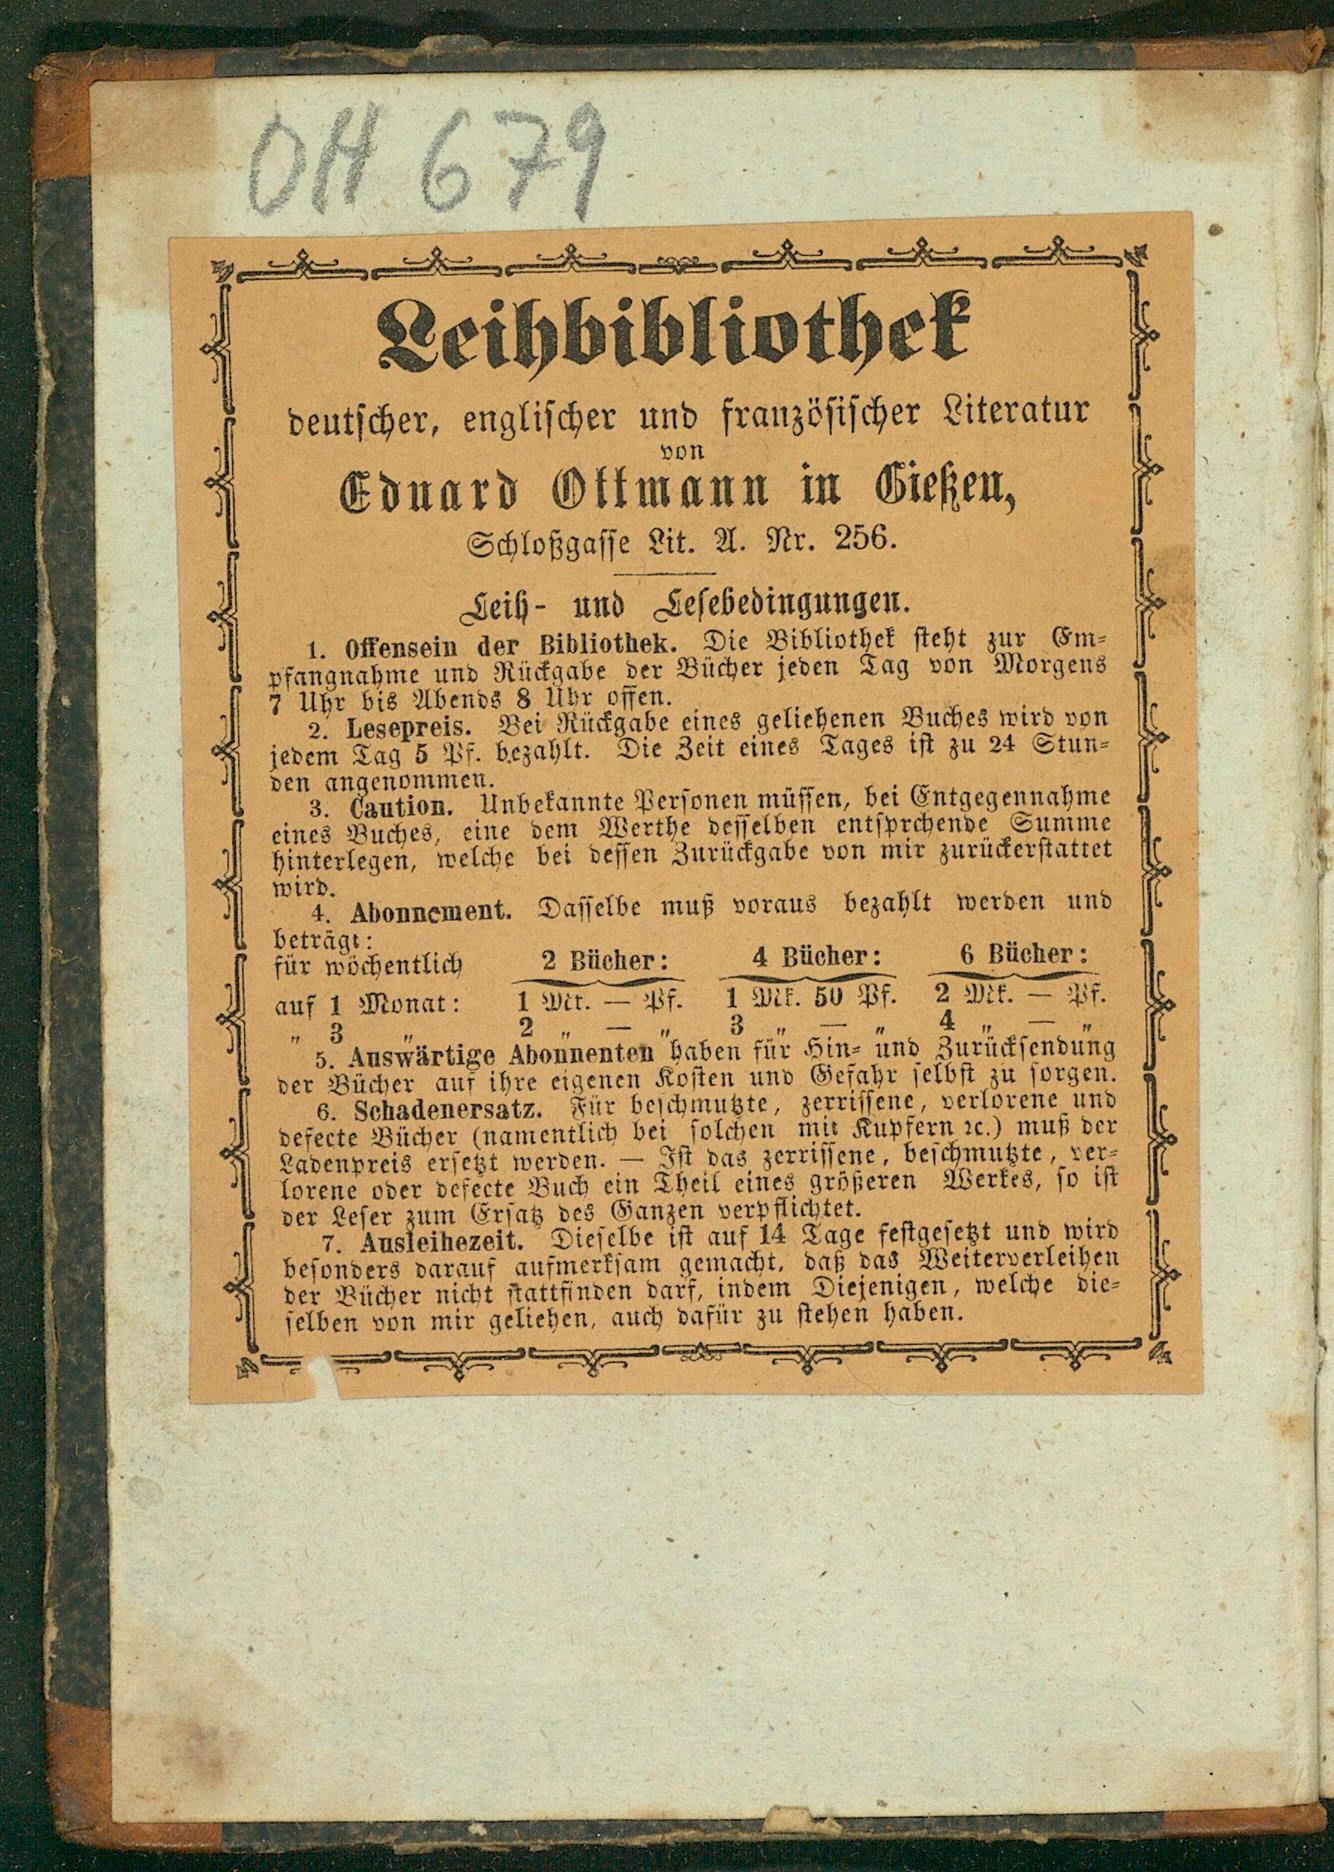 OH 679
Leihbibliothek
deutscher, englischer und französischer Literatur
von
Eduard Ottmann in Gießen,
Schloßgasse Lit. A. Nr. 256.
Leih- und Lesebedingungen.
1. Offensein der Bibliothek. Die Bibliothek steht zur Em-
pfangnahme und Rückgabe der Bücher jeden Tag von Morgens
7 Uhr bis Abends 8 Uhr offen.
2. Lesepreis. Bei Rückgabe eines geliehenen Buches wird von
jedem Tag 5 Pf. bezahlt. Die Zeit eines Tages ist zu 24 Stun-
den angenommen.
3. Caution. Unbekannte Personen müssen, bei Entgegennahme
eines Buches, eine dem Werthe desselben entsprchende Summe
hinterlegen, welche bei dessen Zurückgabe von mir zurückerstattet
wird.
4. Abonnement. Dasselbe muß voraus bezahlt werden und
beträgt:
für wöchentlich 2 Bücher: 4 Bücher: 6 Bücher:
auf 1 Monat: 1 Mk. — Pf. 1 Mk. 50 Pf. 2 Mk. — Pf.
„ 3 „ 2 „ — „ 3 „ — „ 4 „ — „
5. Auswärtige Abonnenten haben für Hin- und Zurücksendung
der Bücher auf ihre eigenen Kosten und Gefahr selbst zu sorgen.
6. Schadenersatz. Für beschmutzte, zerrissene, verlorene und
defecte Bücher (namentlich bei solchen mit Kupfern ꝛc.) muß der
Ladenpreis ersetzt werden. — Ist das zerrissene, beschmutzte, ver-
lorene oder defecte Buch ein Theil eines größeren Werkes, so ist
der Leser zum Ersatz des Ganzen verpflichtet.
7. Ausleihezeit. Dieselbe ist auf 14 Tage festgesetzt und wird
besonders darauf aufmerksam gemacht, daß das Weiterverleihen
der Bücher nicht stattfinden darf, indem Diejenigen, welche die-
selben von mir geliehen, auch dafür zu stehen haben.